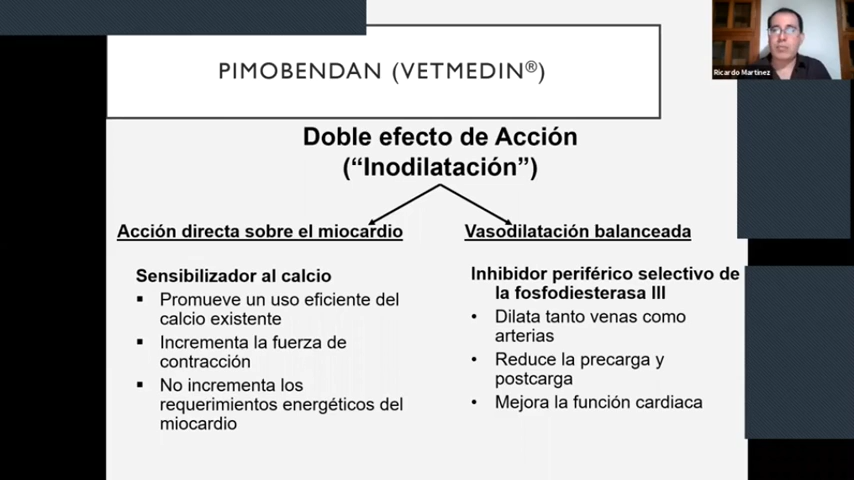 PIMOBENDAN (VETMEDIN®)
Ricardo Martinez
Doble efecto de Acción
(“Inodilatación”)
Acción directa sobre el miocardio
Sensibilizador al calcio
▪ Promueve un uso eficiente del
calcio existente
▪ Incrementa la fuerza de
contracción
▪ No incrementa los
requerimientos energéticos del
miocardio
Vasodilatación balanceada
Inhibidor periférico selectivo de
la fosfodiesterasa III
• Dilata tanto venas como
arterias
• Reduce la precarga y
postcarga
• Mejora la función cardiaca